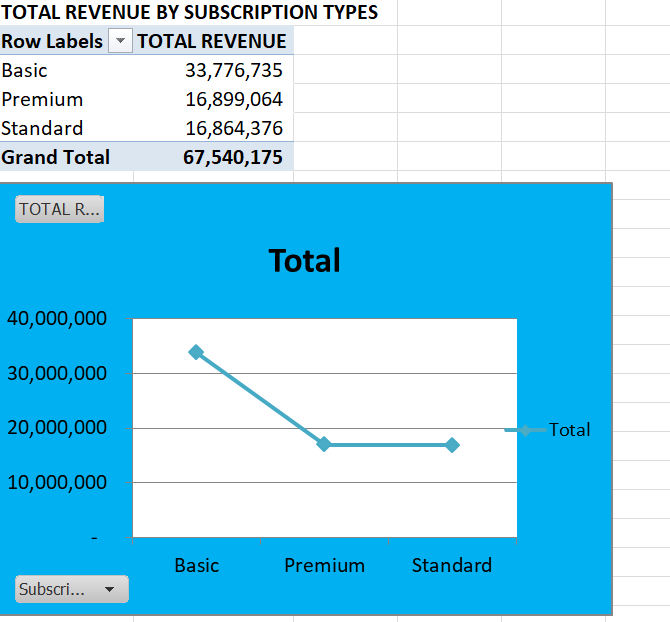 TOTAL REVENUE BY SUBSCRIPTION TYPES
Row Labels TOTAL REVENUE
Basic 33,776,735
Premium 16,899,064
Standard 16,864,376
Grand Total 67,540,175
TOTAL R...
Total
40,000,000
30,000,000
20,000,000
Total
10,000,000
-
Basic Premium Standard
Subscri...